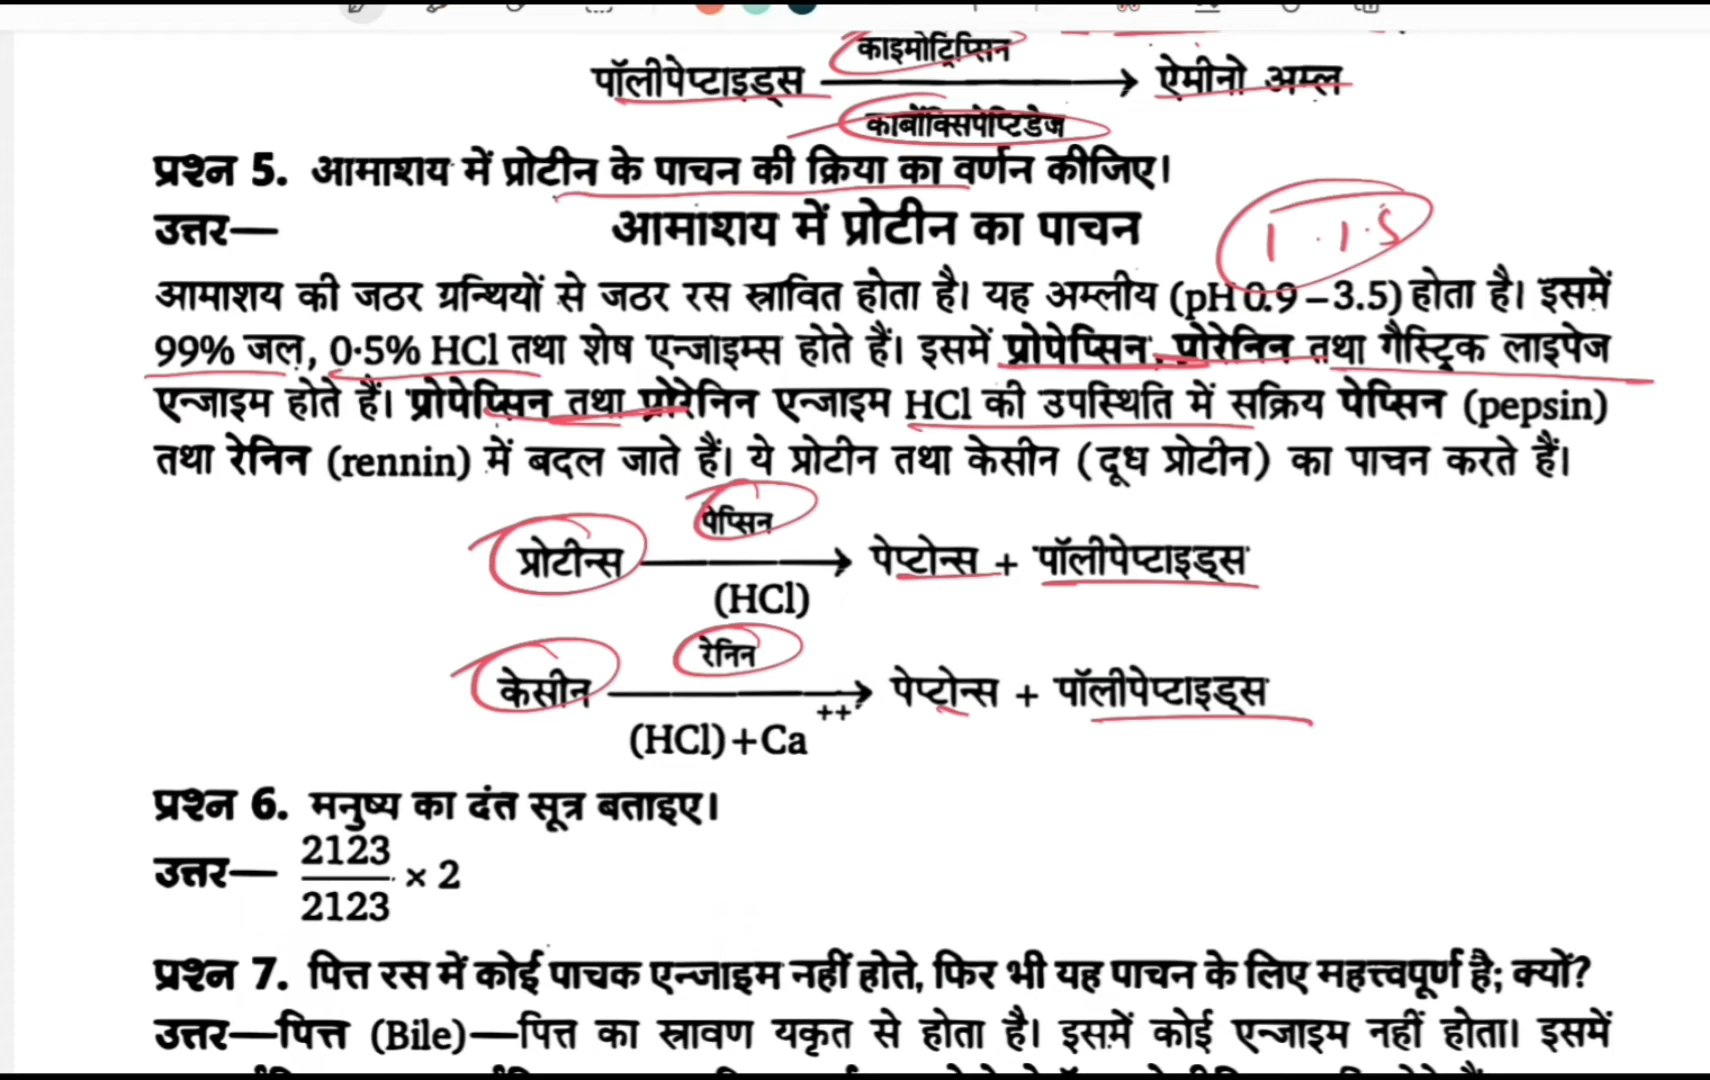 काइमोट्रिप्सिन
पॉलीपेप्टाइड्स ⟶ ऐमीनो अम्ल
कार्बोक्सिपेप्टिडेज
प्रश्न 5. आमाशय में प्रोटीन के पाचन की क्रिया का वर्णन कीजिए।
उत्तर— आमाशय में प्रोटीन का पाचन
1 . 1.5
आमाशय की जठर ग्रन्थियों से जठर रस स्रावित होता है। यह अम्लीय (pH 0.9–3.5) होता है। इसमें
99% जल, 0·5% HCl तथा शेष एन्जाइम्स होते हैं। इसमें प्रोपेप्सिन, प्रोरेनिन तथा गैस्ट्रिक लाइपेज
एन्जाइम होते हैं। प्रोपेप्सिन तथा प्रोरेनिन एन्जाइम HCl की उपस्थिति में सक्रिय पेप्सिन (pepsin)
तथा रेनिन (rennin) में बदल जाते हैं। ये प्रोटीन तथा केसीन (दूध प्रोटीन) का पाचन करते हैं।
पेप्सिन
प्रोटीन्स ⟶ पेप्टोन्स + पॉलीपेप्टाइड्स
(HCl)
रेनिन
केसीन ⟶ पेप्टोन्स + पॉलीपेप्टाइड्स
(HCl)+Ca++
प्रश्न 6. मनुष्य का दंत सूत्र बताइए।
उत्तर— 2123/2123 × 2
प्रश्न 7. पित्त रस में कोई पाचक एन्जाइम नहीं होते, फिर भी यह पाचन के लिए महत्त्वपूर्ण है; क्यों?
उत्तर—पित्त (Bile)—पित्त का स्रावण यकृत से होता है। इसमें कोई एन्जाइम नहीं होता। इसमें